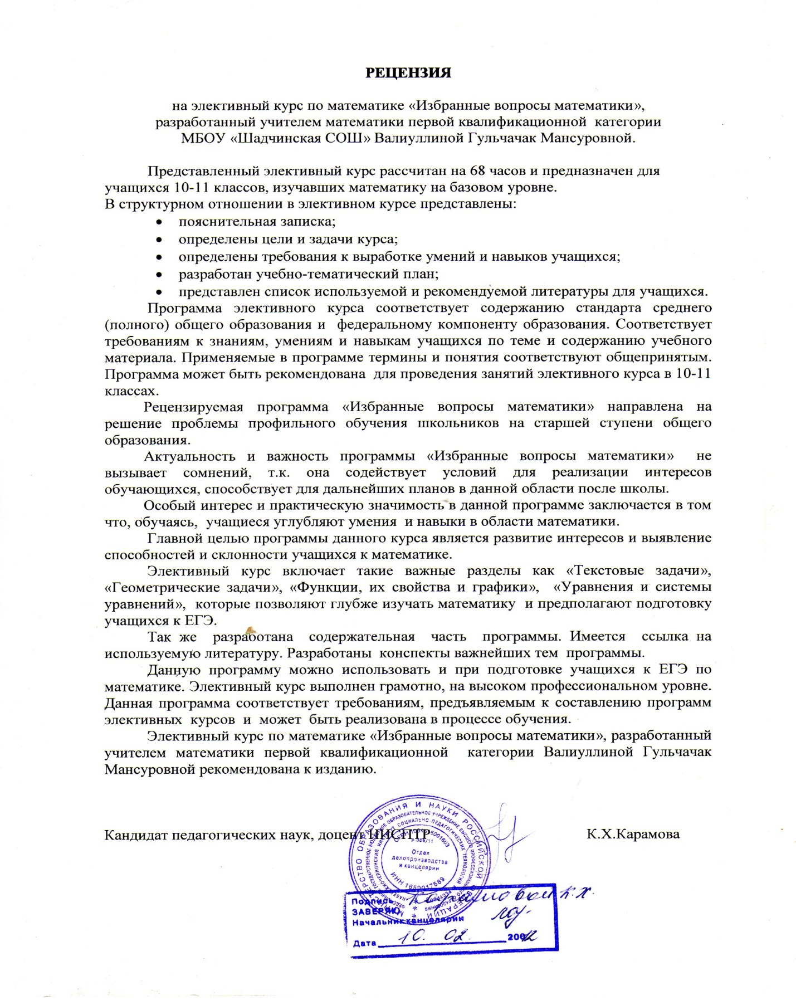 РЕЦЕНЗИЯ
на элективный курс по математике «Избранные вопросы математики»,
разработанный учителем математики первой квалификационной категории
МБОУ «Шадчинская СОШ» Валиуллиной Гульчачак Мансуровной.
Представленный элективный курс рассчитан на 68 часов и предназначен для
учащихся 10-11 классов, изучавших математику на базовом уровне.
В структурном отношении в элективном курсе представлены:
• пояснительная записка;
• определены цели и задачи курса;
• определены требования к выработке умений и навыков учащихся;
• разработан учебно-тематический план;
• представлен список используемой и рекомендуемой литературы для учащихся.
Программа элективного курса соответствует содержанию стандарта среднего
(полного) общего образования и федеральному компоненту образования. Соответствует
требованиям к знаниям, умениям и навыкам учащихся по теме и содержанию учебного
материала. Применяемые в программе термины и понятия соответствуют общепринятым.
Программа может быть рекомендована для проведения занятий элективного курса в 10-11
классах.
Рецензируемая программа «Избранные вопросы математики» направлена на
решение проблемы профильного обучения школьников на старшей ступени общего
образования.
Актуальность и важность программы «Избранные вопросы математики» не
вызывает сомнений, т.к. она содействует условий для реализации интересов
обучающихся, способствует для дальнейших планов в данной области после школы.
Особый интерес и практическую значимость в данной программе заключается в том
что, обучаясь, учащиеся углубляют умения и навыки в области математики.
Главной целью программы данного курса является развитие интересов и выявление
способностей и склонности учащихся к математике.
Элективный курс включает такие важные разделы как «Текстовые задачи»,
«Геометрические задачи», «Функции, их свойства и графики», «Уравнения и системы
уравнений», которые позволяют глубже изучать математику и предполагают подготовку
учащихся к ЕГЭ.
Так же разработана содержательная часть программы. Имеется ссылка на
используемую литературу. Разработаны конспекты важнейших тем программы.
Данную программу можно использовать и при подготовке учащихся к ЕГЭ по
математике. Элективный курс выполнен грамотно, на высоком профессиональном уровне.
Данная программа соответствует требованиям, предъявляемым к составлению программ
элективных курсов и может быть реализована в процессе обучения.
Элективный курс по математике «Избранные вопросы математики», разработанный
учителем математики первой квалификационной категории Валиуллиной Гульчачак
Мансуровной рекомендована к изданию.
Кандидат педагогических наук, доцент НИСПТР К.Х.Карамова
МИНИСТЕРСТВО ОБРАЗОВАНИЯ И НАУКИ РОССИЙСКОЙ ФЕДЕРАЦИИ
Отдел
делопроизводства
и канцелярии
ИНН 1650017589
Подпись Карамовой К.Х.
ЗАВЕРЯЮ
Начальник канцелярии
Дата 10. 02. 2012